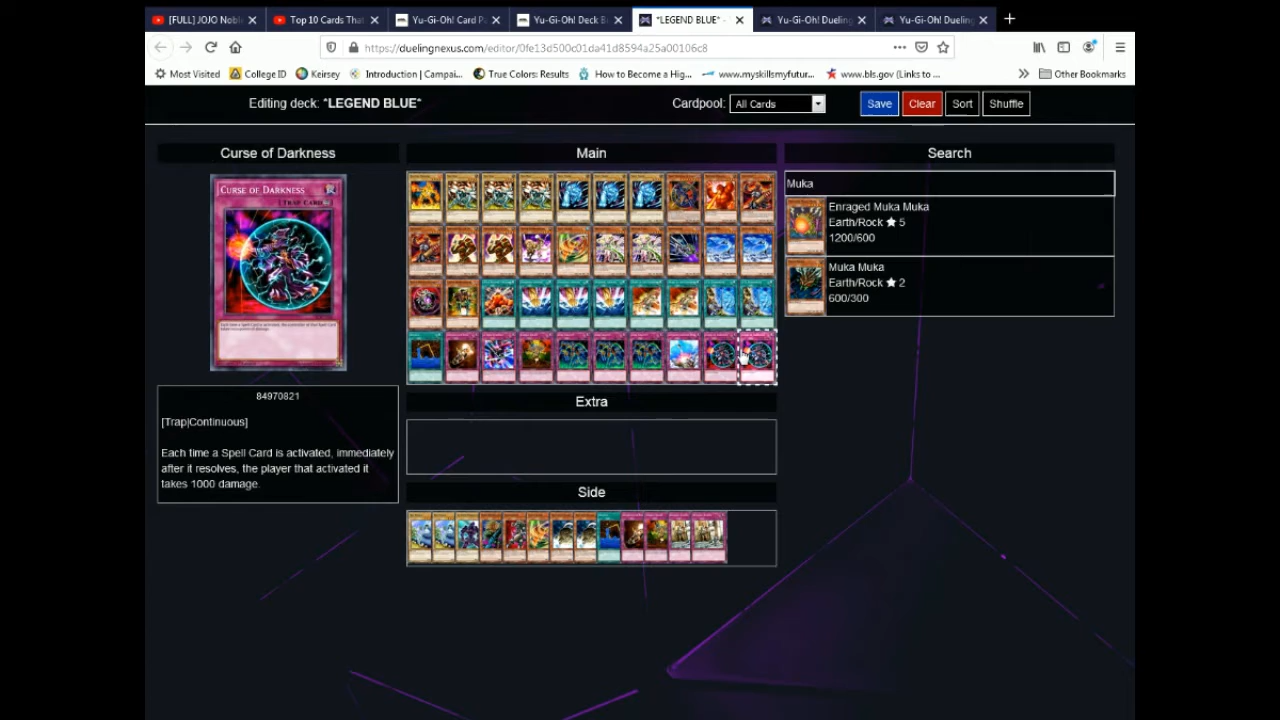 [FULL] JOJO Noble
Top 10 Cards That
Yu-Gi-Oh! Card P
Yu-Gi-Oh! Deck B
*LEGEND BLUE* -
Yu-Gi-Oh! Dueling
Yu-Gi-Oh! Dueling
https://duelingnexus.com/editor/0fe13d500c01da41d8594a25a00106c8
Most Visited
College ID
Keirsey
Introduction | Campai...
True Colors: Results
How to Become a Hig...
www.myskillsmyfutur...
www.bls.gov (Links to ...
Other Bookmarks
Editing deck: *LEGEND BLUE*
Cardpool:
All Cards
Save
Clear
Sort
Shuffle
Curse of Darkness
CURSE OF DARKNESS
[TRAP CARD
84970821
[Trap|Continuous]
Each time a Spell Card is activated, immediately
after it resolves, the player that activated it
takes 1000 damage.
Main
Extra
Side
Search
Muka
Enraged Muka Muka
Earth/Rock ★ 5
1200/600
Muka Muka
Earth/Rock ★ 2
600/300